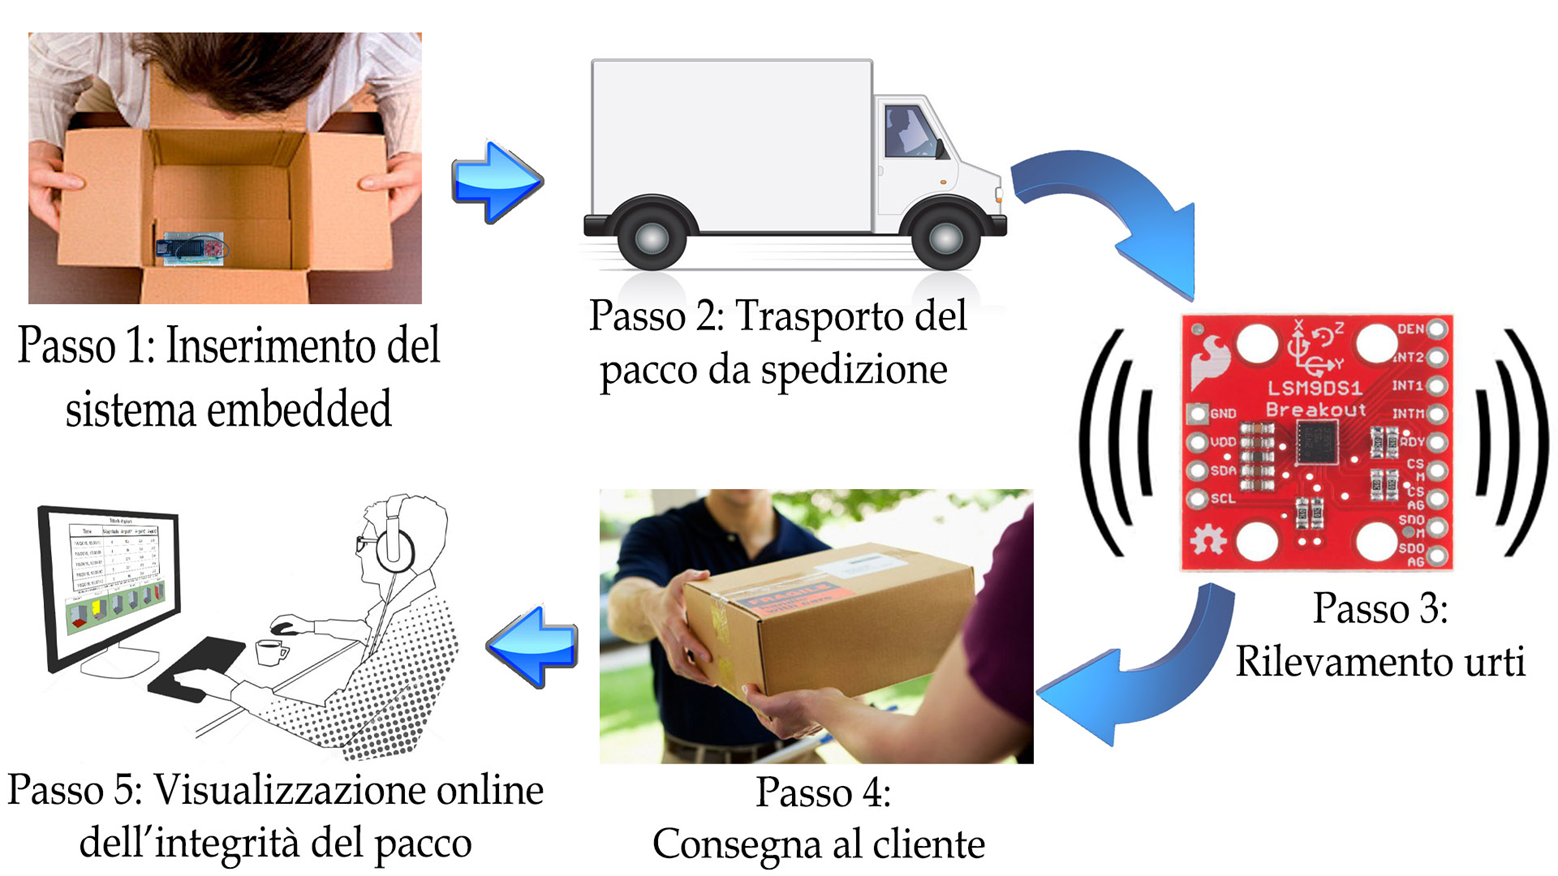 Passo 1: Inserimento del
sistema embedded
Passo 2: Trasporto del
pacco da spedizione
X
Z
Y
LSM9DS1
Breakout
GND
VDD
SDA
SCL
DEN
INT2
INT1
INTM
RDY
CS
M
CS
AG
SDO
M
SDO
AG
Passo 3:
Rilevamento urti
FRAGILE
Passo 4:
Consegna al cliente
Passo 5: Visualizzazione online
dell'integrità del pacco